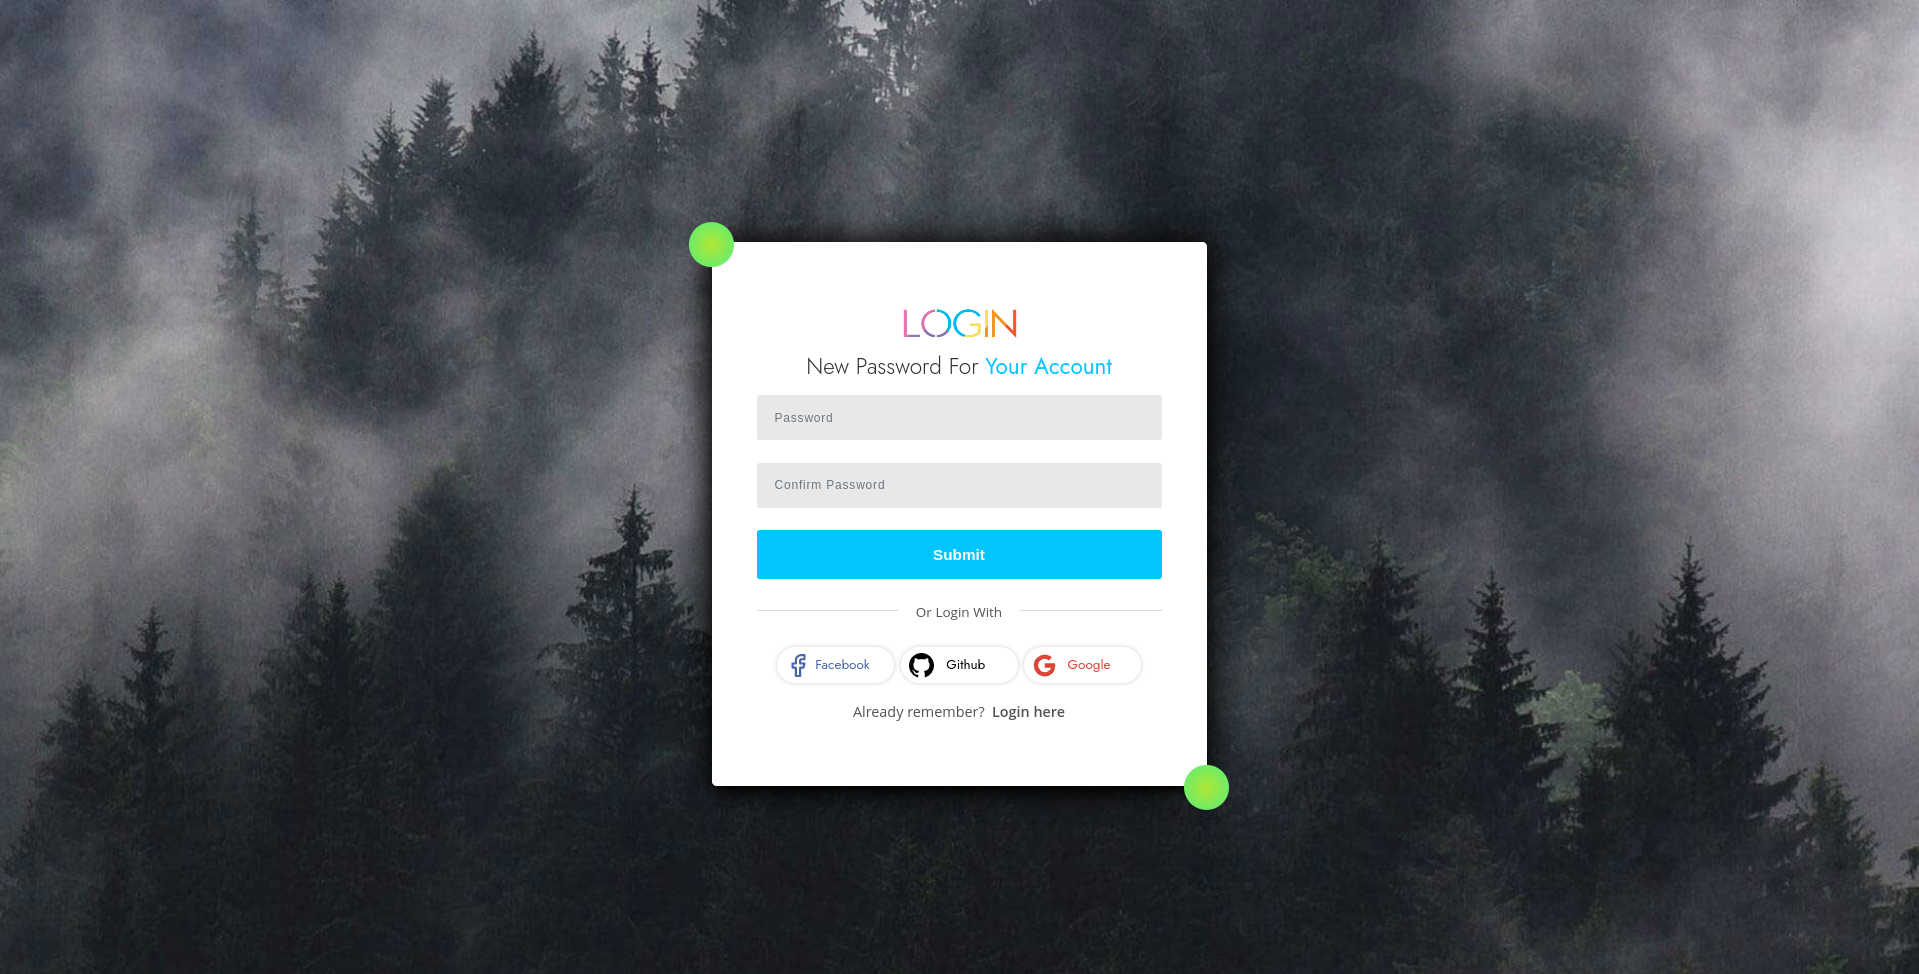 LOGIN
New Password For Your Account
Password
Confirm Password
Submit
Or Login With
Facebook Github Google
Already remember? Login here